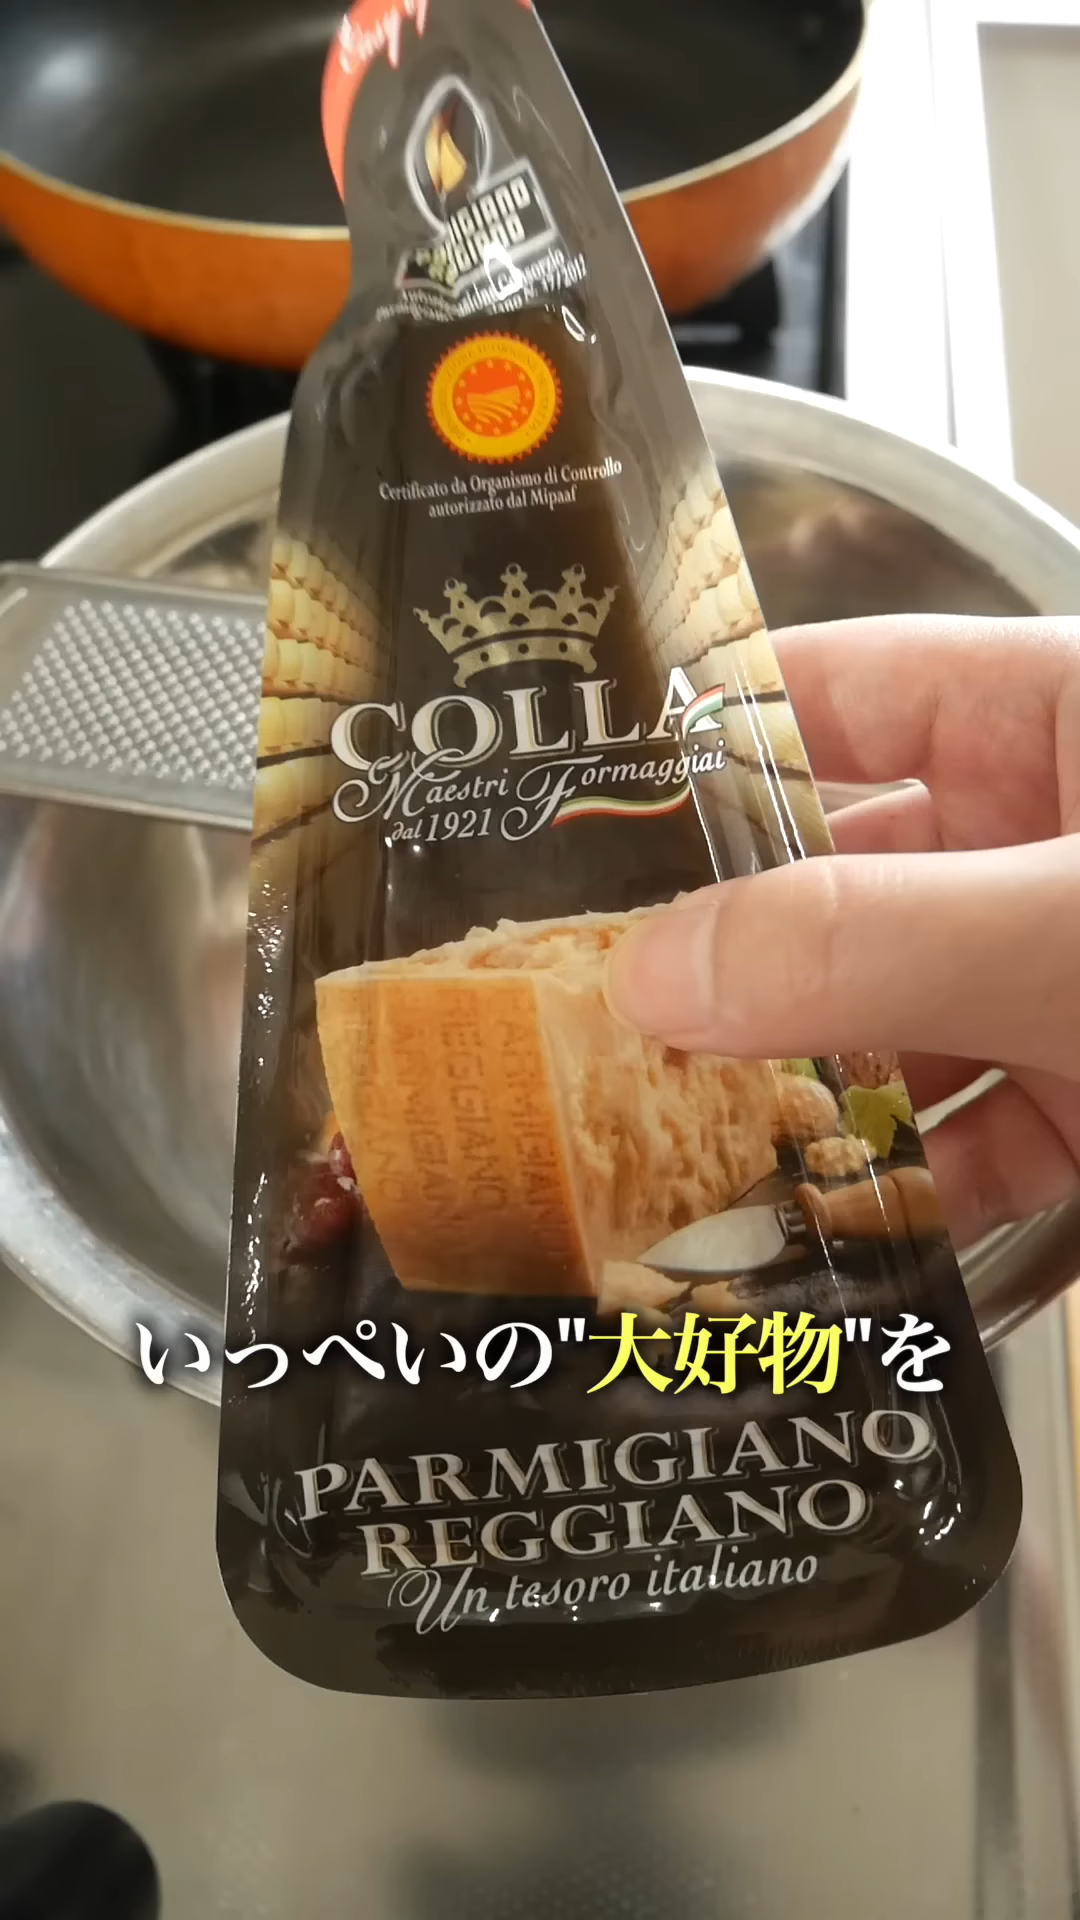 Certificato da Organismo di Controllo
autorizzato dal Mipaaf
COLLA
Maestri Formaggiai
dal 1921
いっぺいの"大好物"を
PARMIGIANO
REGGIANO
Un tesoro italiano